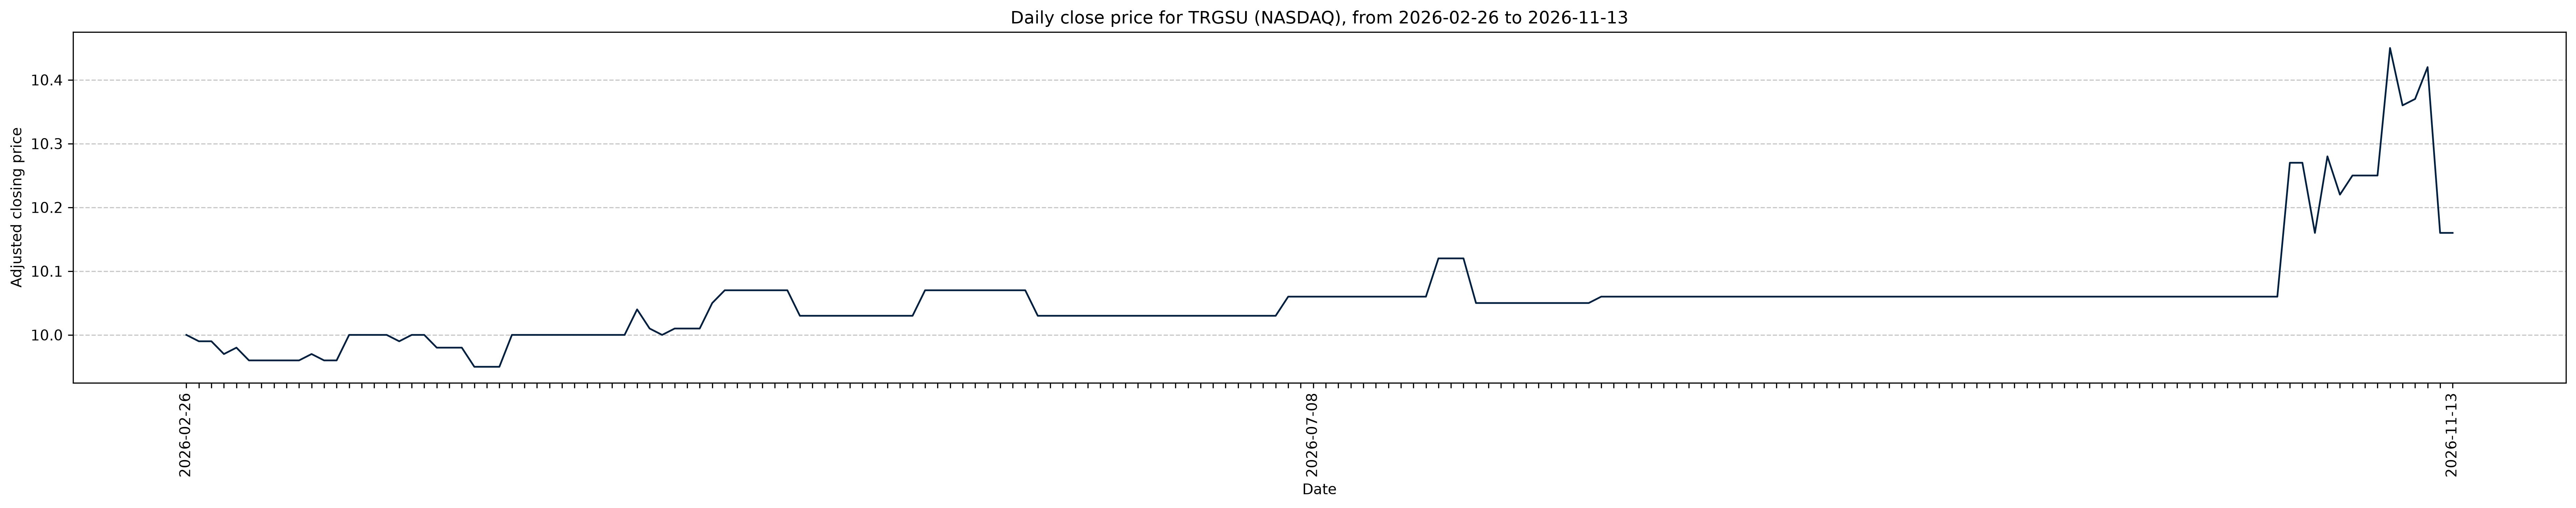 Daily close price for TRGSU (NASDAQ), from 2026-02-26 to 2026-11-13
Adjusted closing price
10.4
10.3
10.2
10.1
10.0
2026-02-26
2026-07-08
2026-11-13
Date